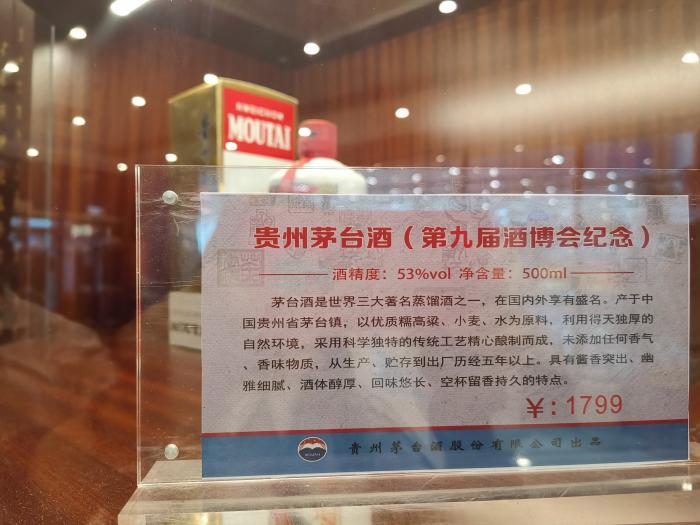 KWEICHOW
MOUTAI
贵州茅台酒（第九届酒博会纪念）
酒精度：53%vol 净含量：500ml
茅台酒是世界三大著名蒸馏酒之一，在国内外享有盛名。产于中
国贵州省茅台镇，以优质糯高粱、小麦、水为原料，利用得天独厚的
自然环境，采用科学独特的传统工艺精心酿制而成，未添加任何香气
、香味物质，从生产、贮存到出厂历经五年以上。具有酱香突出、幽
雅细腻、酒体醇厚、回味悠长、空杯留香持久的特点。
￥：1799
MOUTAI
贵州茅台酒股份有限公司出品